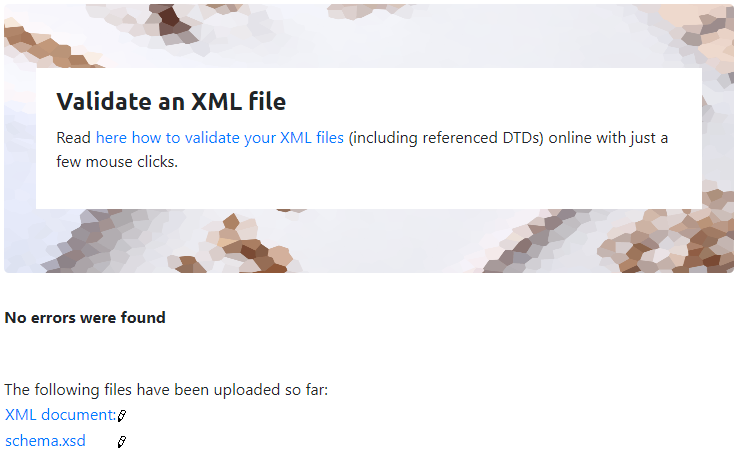 Validate an XML file
Read here how to validate your XML files (including referenced DTDs) online with just a
few mouse clicks.
No errors were found
The following files have been uploaded so far:
XML document:
schema.xsd